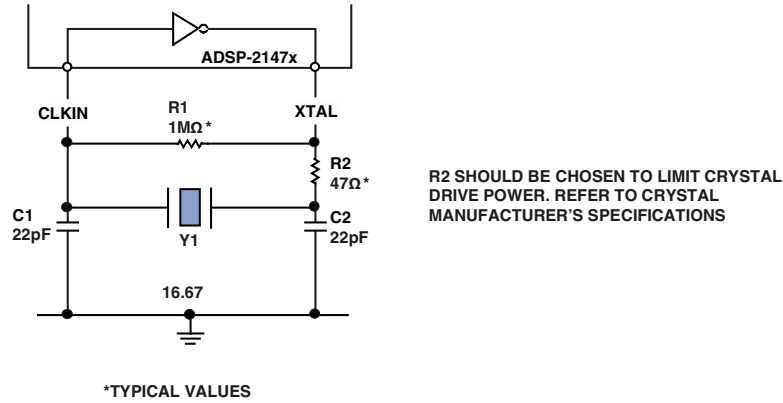 ADSP-2147x
CLKIN
R1
1MΩ*
XTAL
R2
47Ω*
R2 SHOULD BE CHOSEN TO LIMIT CRYSTAL
DRIVE POWER. REFER TO CRYSTAL
MANUFACTURER'S SPECIFICATIONS
C1
22pF
Y1
C2
22pF
16.67
*TYPICAL VALUES